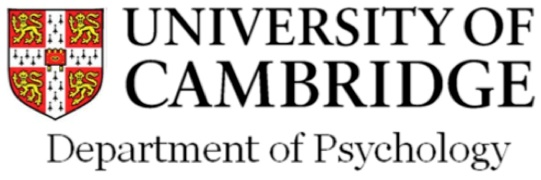 UNIVERSITY OF
CAMBRIDGE
Department of Psychology